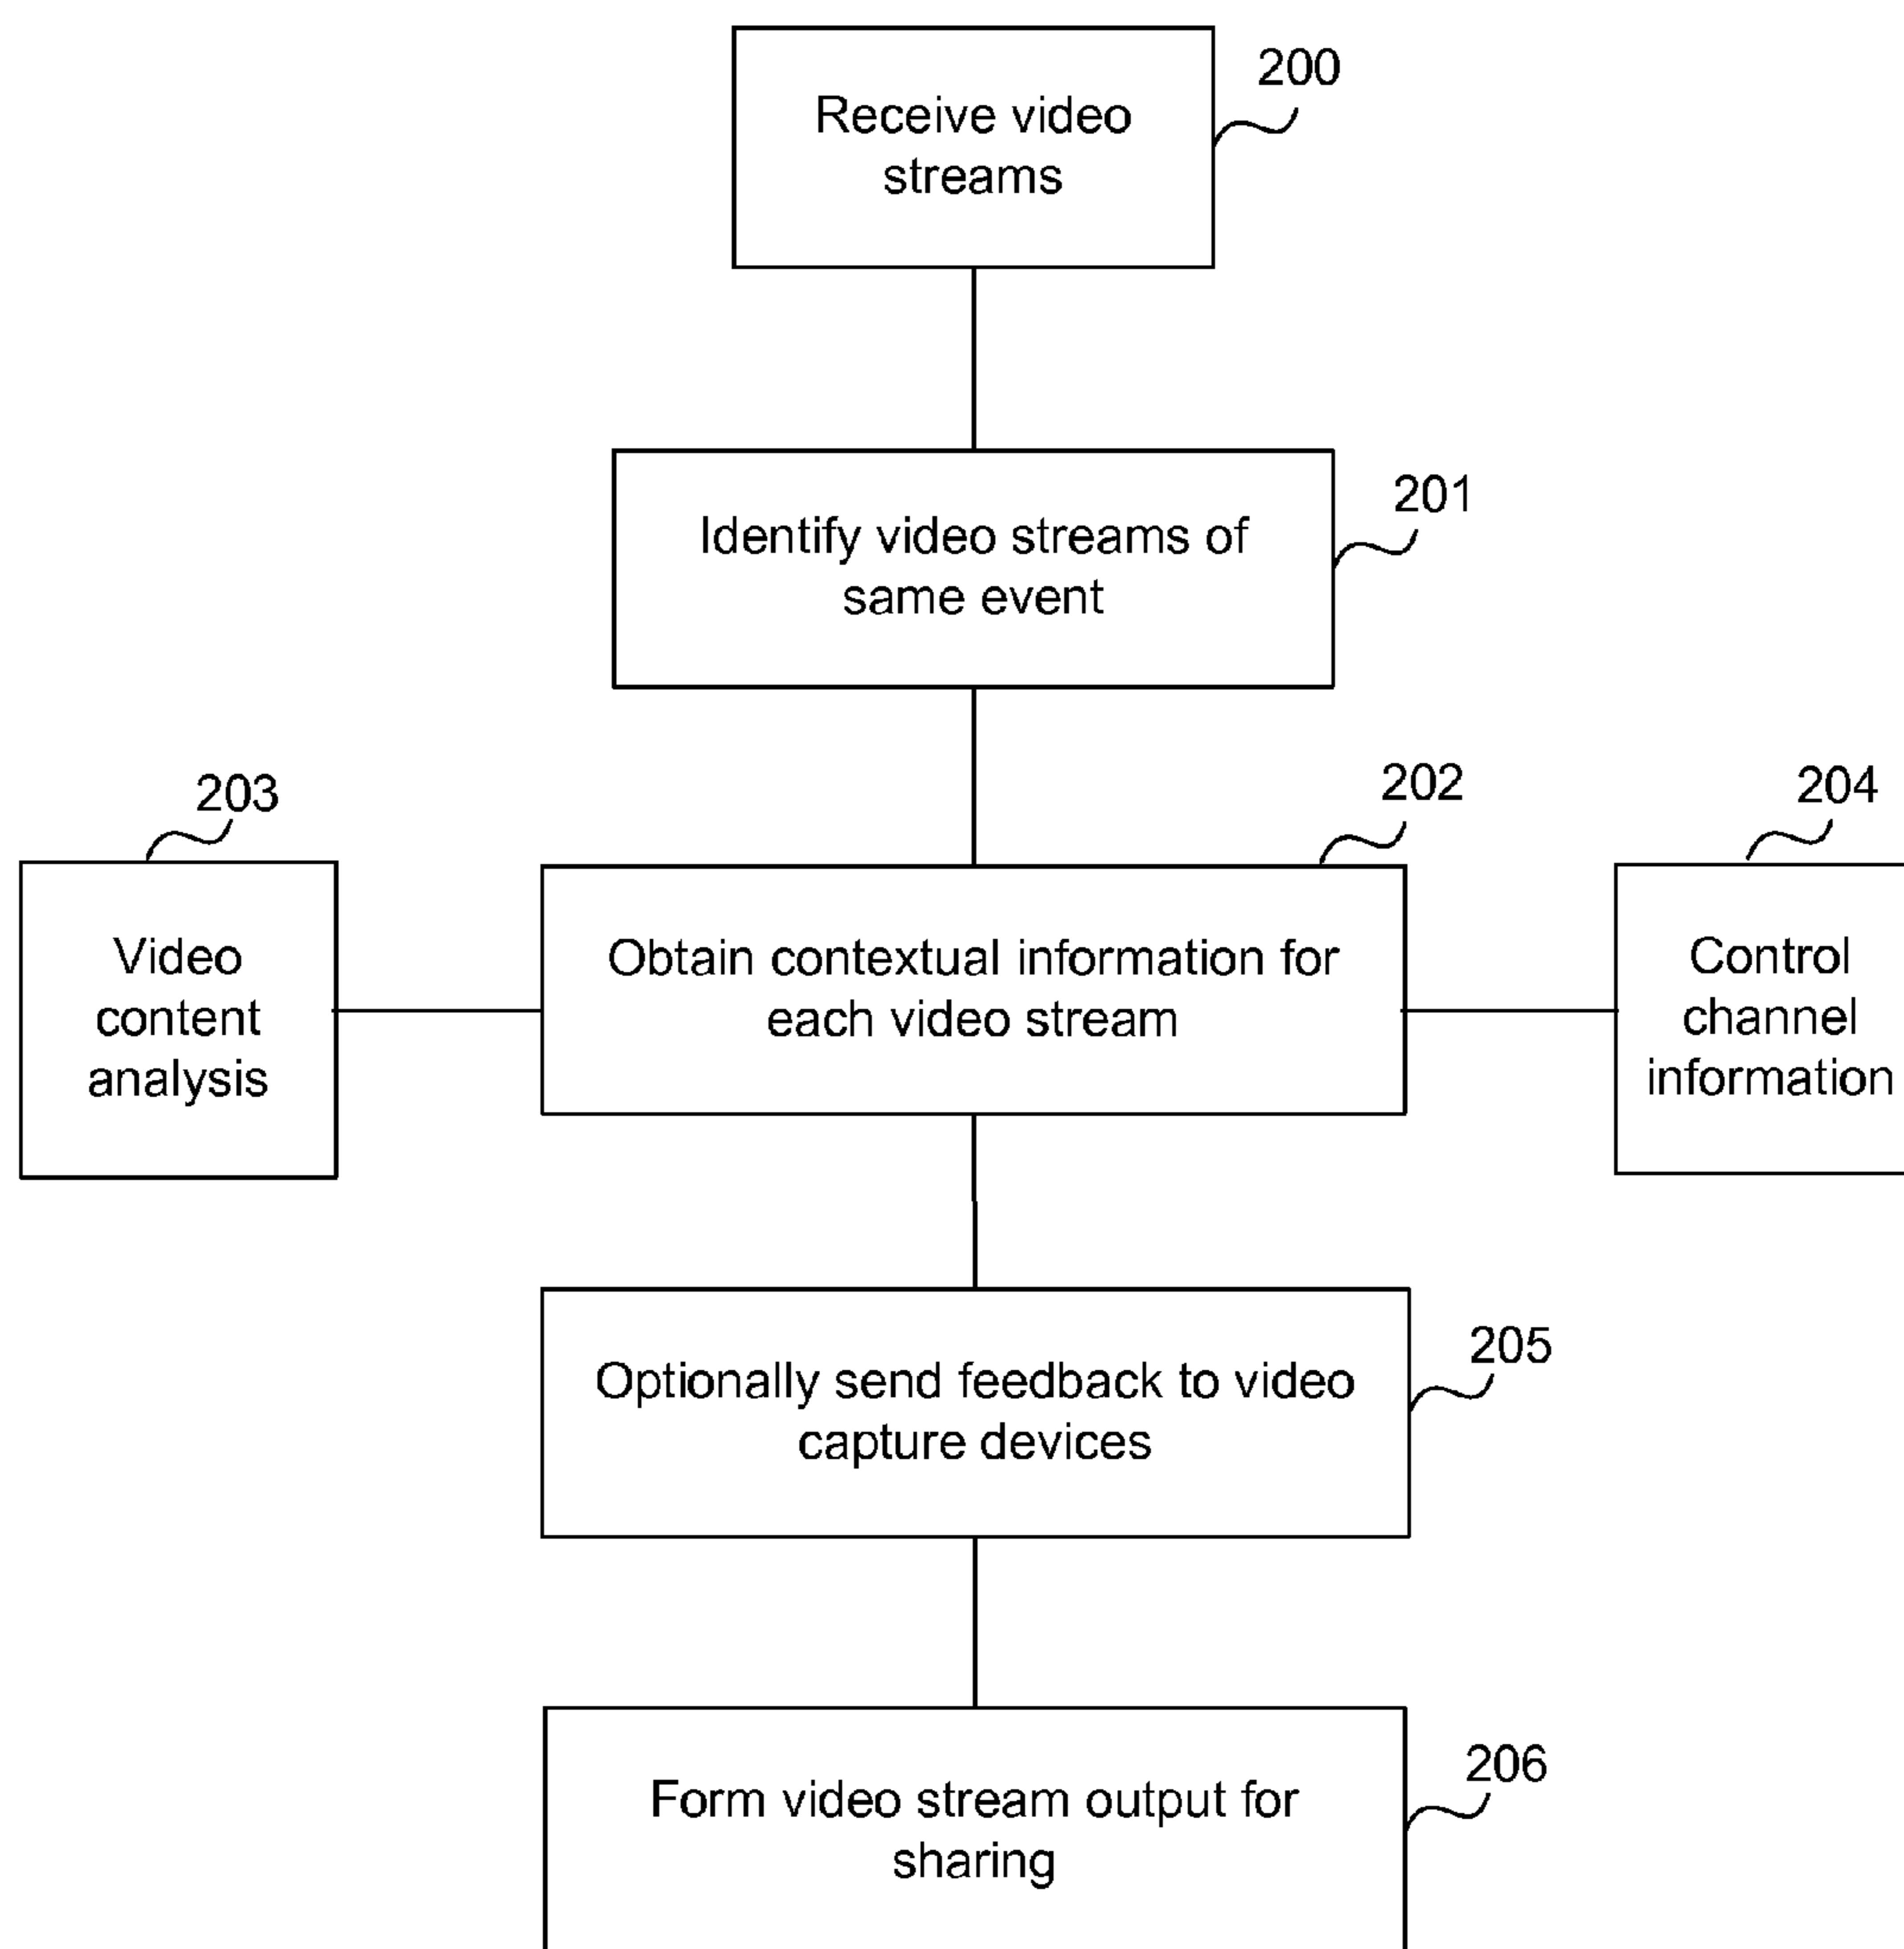 200
Receive video
streams
201
Identify video streams of
same event
203
202
204
Video
content
analysis
Obtain contextual information for
each video stream
Control
channel
information
205
Optionally send feedback to video
capture devices
206
Form video stream output for
sharing